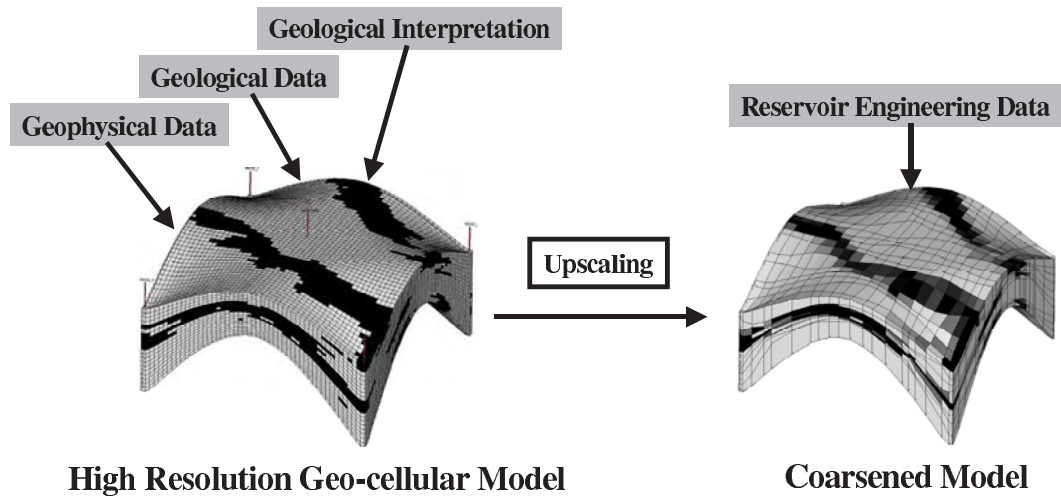 Geological Interpretation
Geological Data
Geophysical Data
Reservoir Engineering Data
Upscaling
High Resolution Geo-cellular Model
Coarsened Model